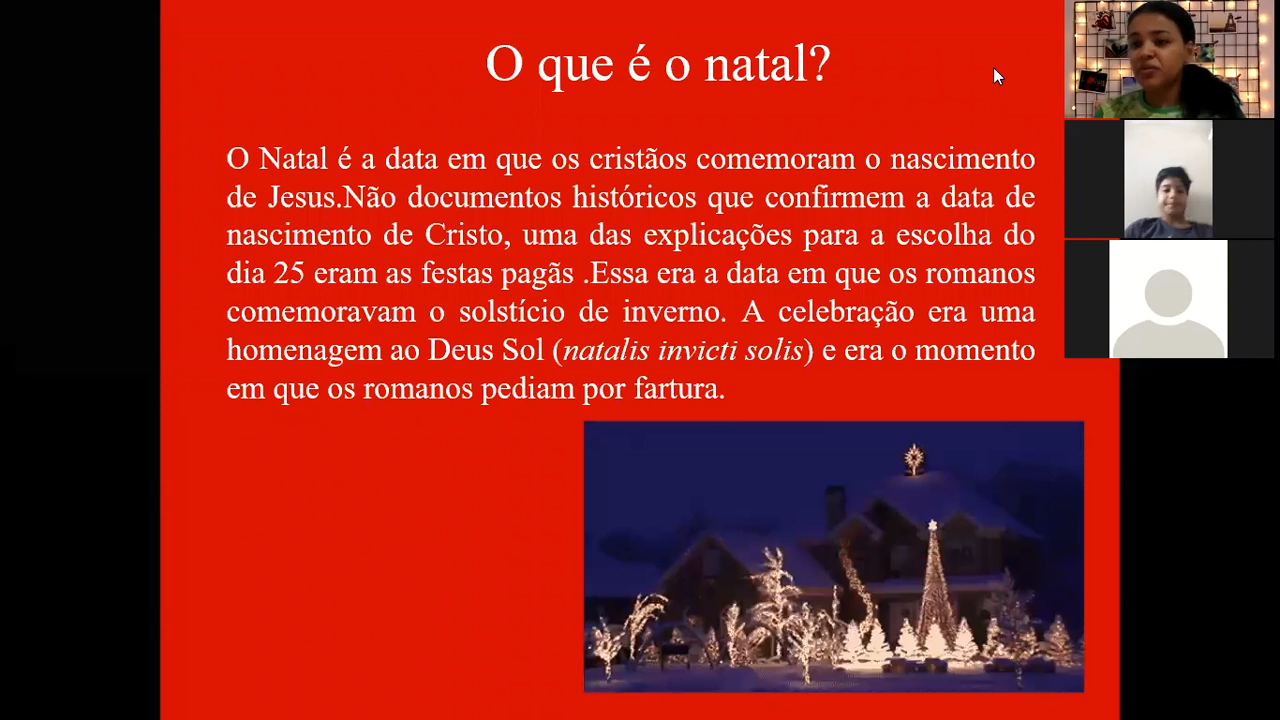 O que é o natal?
O Natal é a data em que os cristãos comemoram o nascimento
de Jesus.Não documentos históricos que confirmem a data de
nascimento de Cristo, uma das explicações para a escolha do
dia 25 eram as festas pagãs .Essa era a data em que os romanos
comemoravam o solstício de inverno. A celebração era uma
homenagem ao Deus Sol (natalis invicti solis) e era o momento
em que os romanos pediam por fartura.